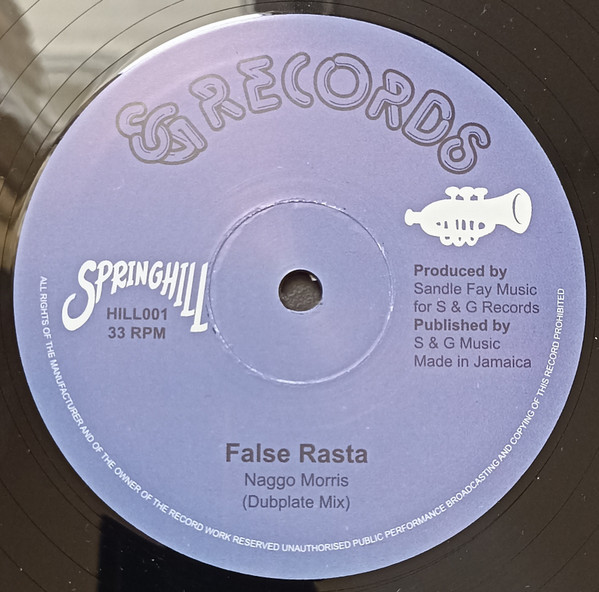 SG RECORDS
SPRINGHILL
HILL001
33 RPM
Produced by
Sandle Fay Music
for S & G Records
Published by
S & G Music
Made in Jamaica
False Rasta
Naggo Morris
(Dubplate Mix)
ALL RIGHTS OF THE MANUFACTURER AND OF THE OWNER OF THE RECORD WORK RESERVED UNAUTHORISED PUBLIC PERFORMANCE BROADCASTING AND COPYING OF THIS RECORD PROHIBITED